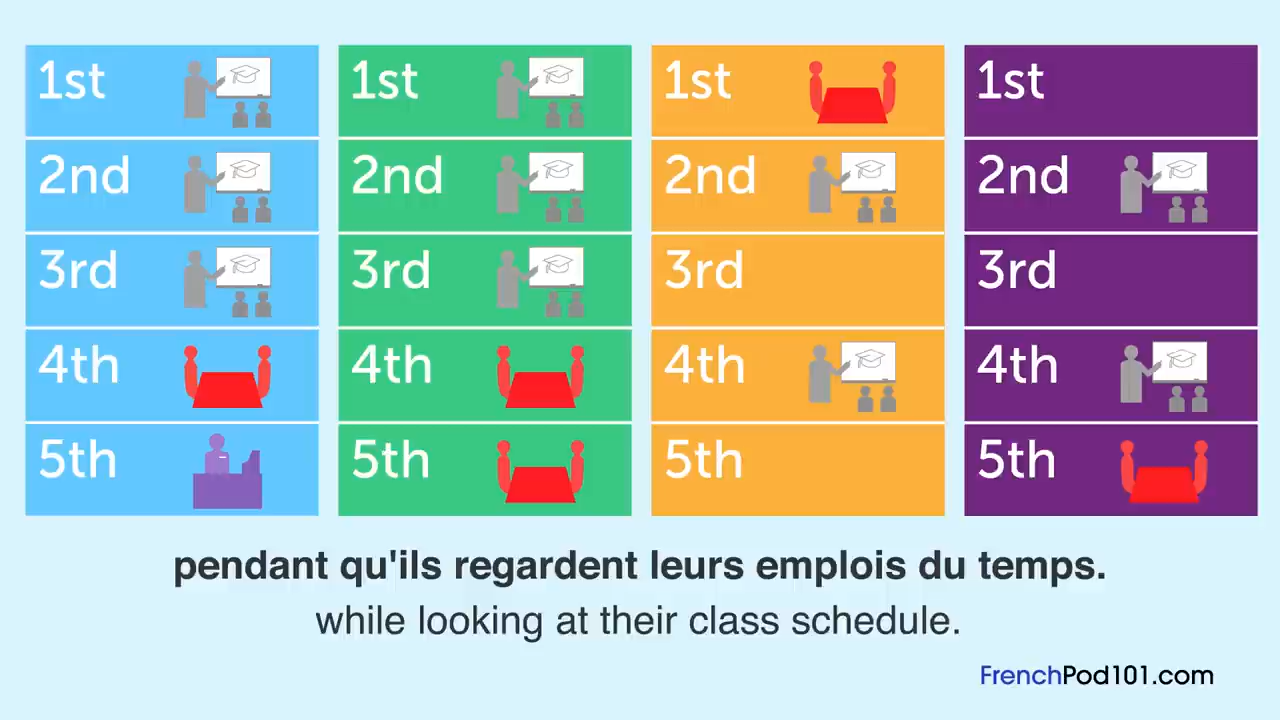 1st 1st 1st 1st
2nd 2nd 2nd 2nd
3rd 3rd 3rd 3rd
4th 4th 4th 4th
5th 5th 5th 5th
pendant qu'ils regardent leurs emplois du temps.
while looking at their class schedule.
FrenchPod101.com